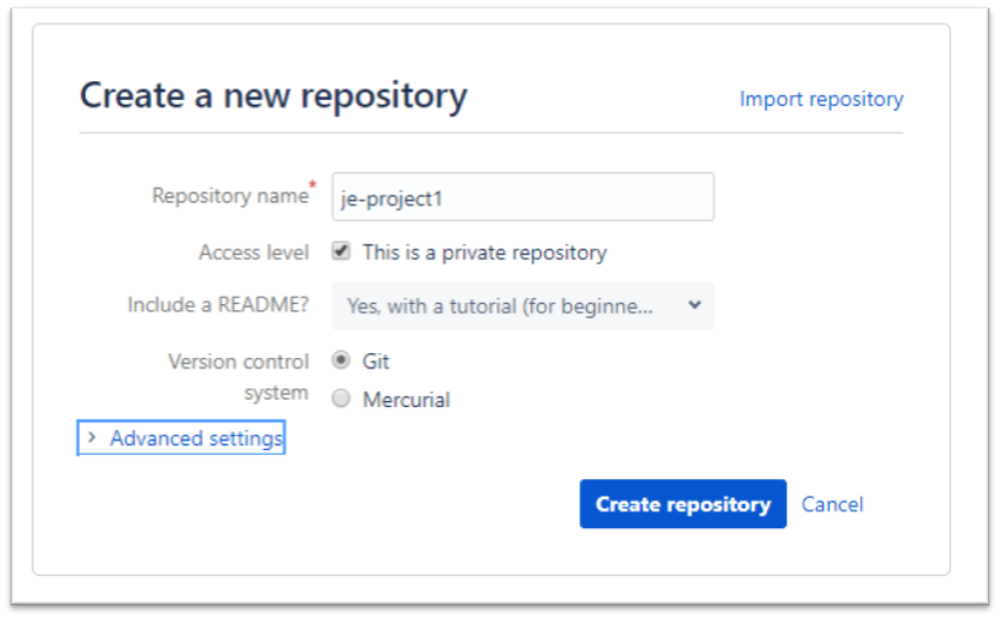 Create a new repository
Import repository
Repository name*
je-project1
Access level
This is a private repository
Include a README?
Yes, with a tutorial (for beginne...
Version control
system
Git
Mercurial
Advanced settings
Create repository
Cancel